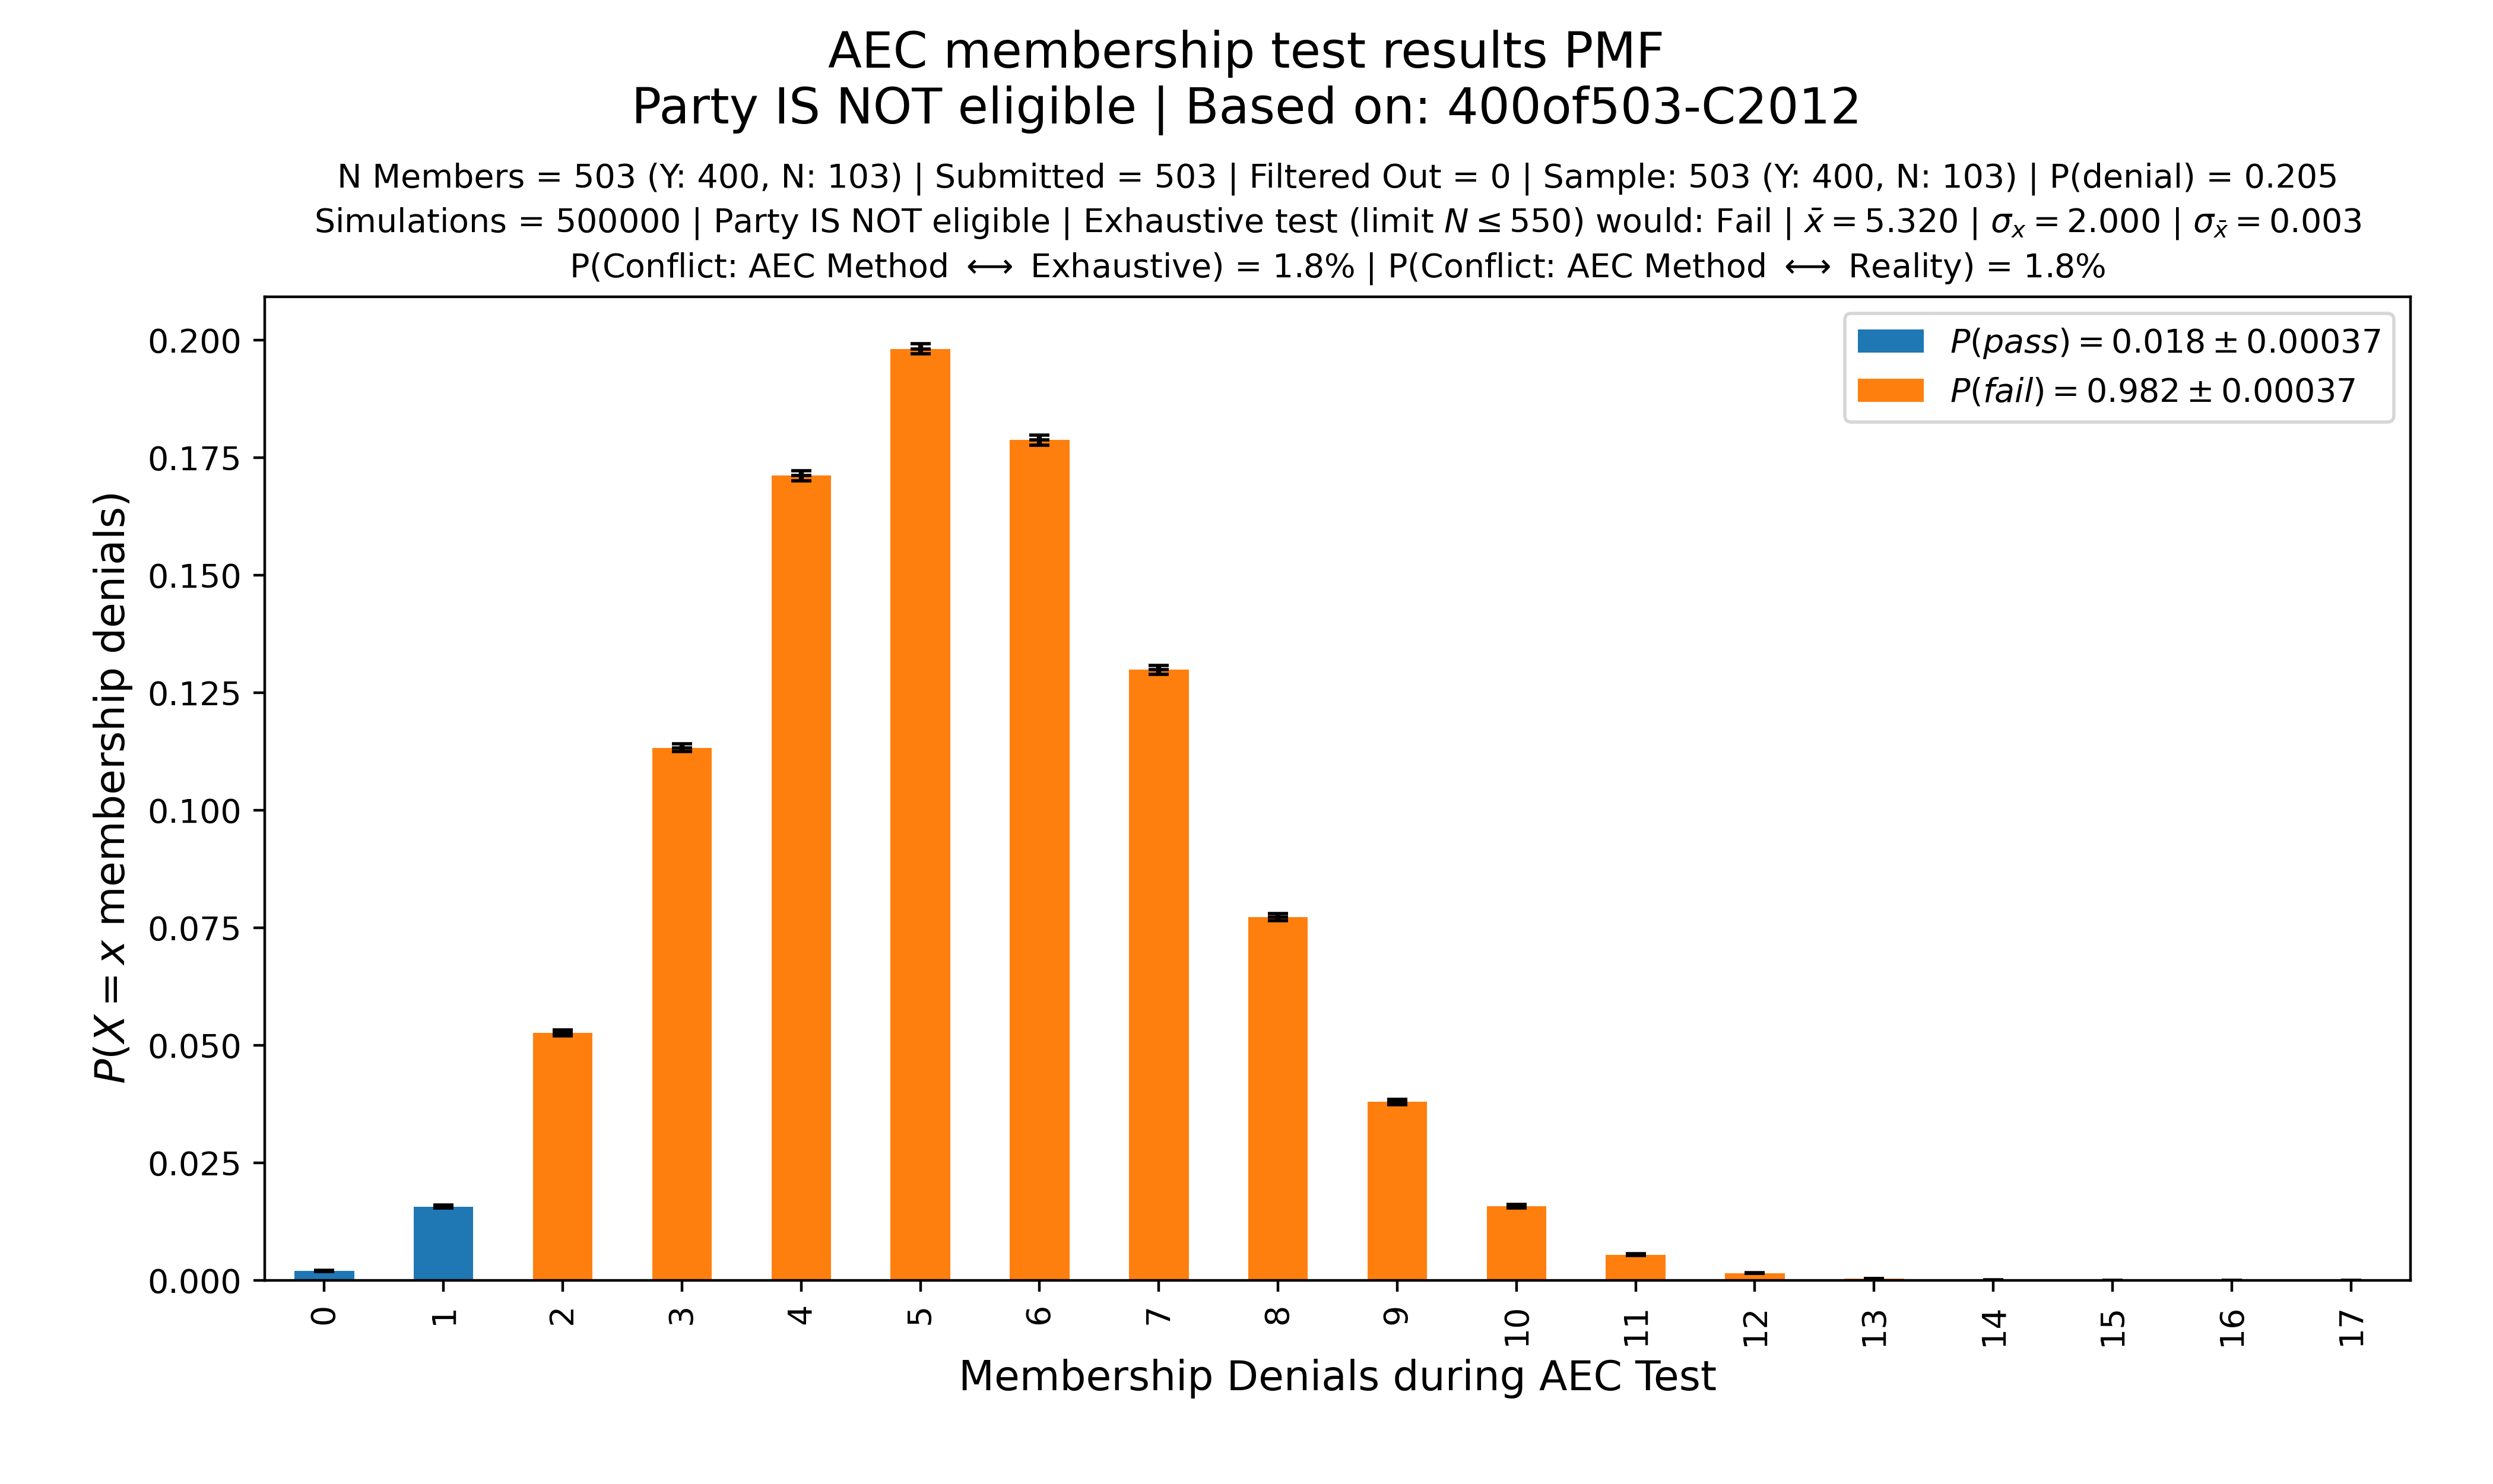 AEC membership test results PMF
Party IS NOT eligible | Based on: 400of503-C2012
N Members = 503 (Y: 400, N: 103) | Submitted = 503 | Filtered Out = 0 | Sample: 503 (Y: 400, N: 103) | P(denial) = 0.205
Simulations = 500000 | Party IS NOT eligible | Exhaustive test (limit N ≤ 550) would: Fail | x̄ = 5.320 | σₓ = 2.000 | σ_x̄ = 0.003
P(Conflict: AEC Method ⟷ Exhaustive) = 1.8% | P(Conflict: AEC Method ⟷ Reality) = 1.8%
P(pass) = 0.018 ± 0.00037
P(fail) = 0.982 ± 0.00037
P(X = x membership denials)
0.200
0.175
0.150
0.125
0.100
0.075
0.050
0.025
0.000
0 1 2 3 4 5 6 7 8 9 10 11 12 13 14 15 16 17
Membership Denials during AEC Test